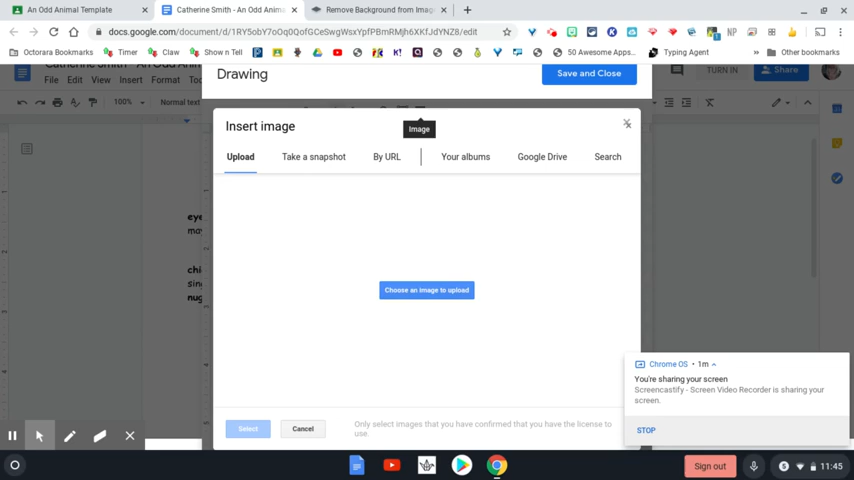 An Odd Animal Template
Catherine Smith - An Odd Anima
Remove Background from Imag
docs.google.com/document/d/1RY5obY7oOq0QofGCeSwgWsxYpfPBmRMjh6XKfJdYNZ8/edit
Octorara Bookmarks
Timer
Claw
Show n Tell
50 Awesome Apps...
Typing Agent
Other bookmarks
Catherine Smith - An Odd A
File Edit View Insert Format
TURN IN
Share
Drawing
Save and Close
100%
Normal text
Insert image
Image
Upload
Take a snapshot
By URL
Your albums
Google Drive
Search
eye
may
chi
sin
nug
Choose an image to upload
Chrome OS • 1m
You're sharing your screen
Screencastify - Screen Video Recorder is sharing your
screen.
STOP
Select
Cancel
Only select images that you have confirmed that you have the license to
use.
Sign out
11:45